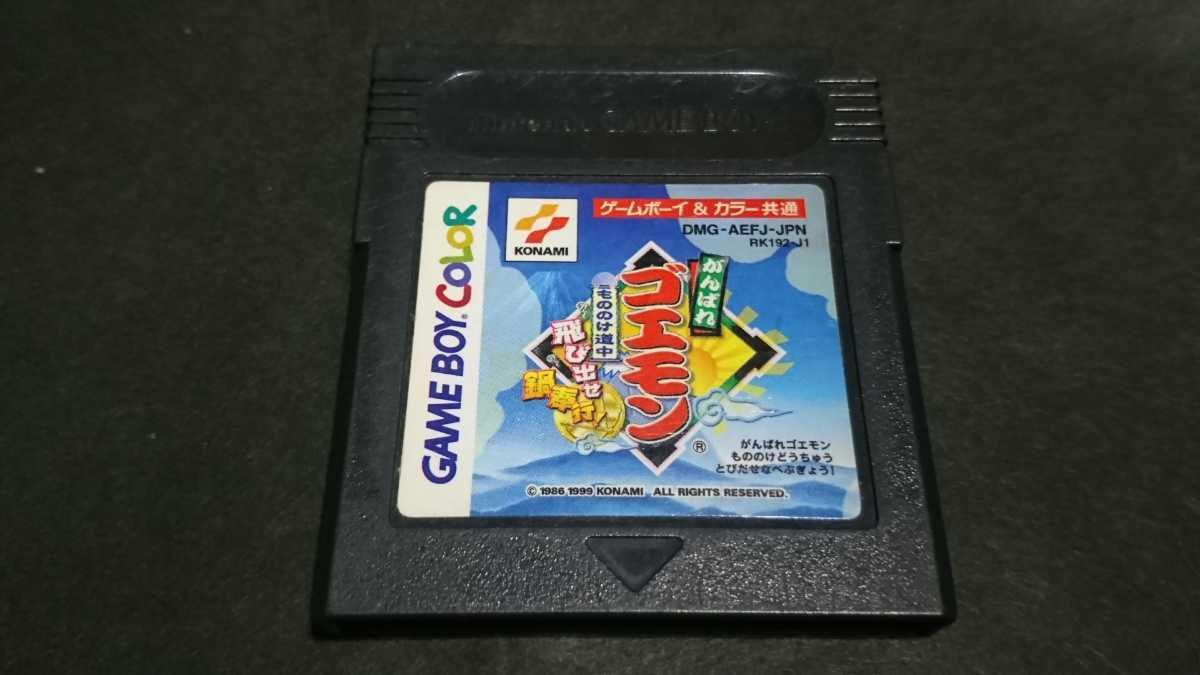 Nintendo GAME BOY
GAME BOY COLOR
KONAMI
ゲームボーイ & カラー共通
DMG-AEFJ-JPN
RK192-J1
がんばれ
ゴエモン
®
もののけ道中
飛び出せ
鍋奉行!
がんばれゴエモン
もののけどうちゅう
とびだせなべぶぎょう!
© 1986 1999 KONAMI ALL RIGHTS RESERVED.